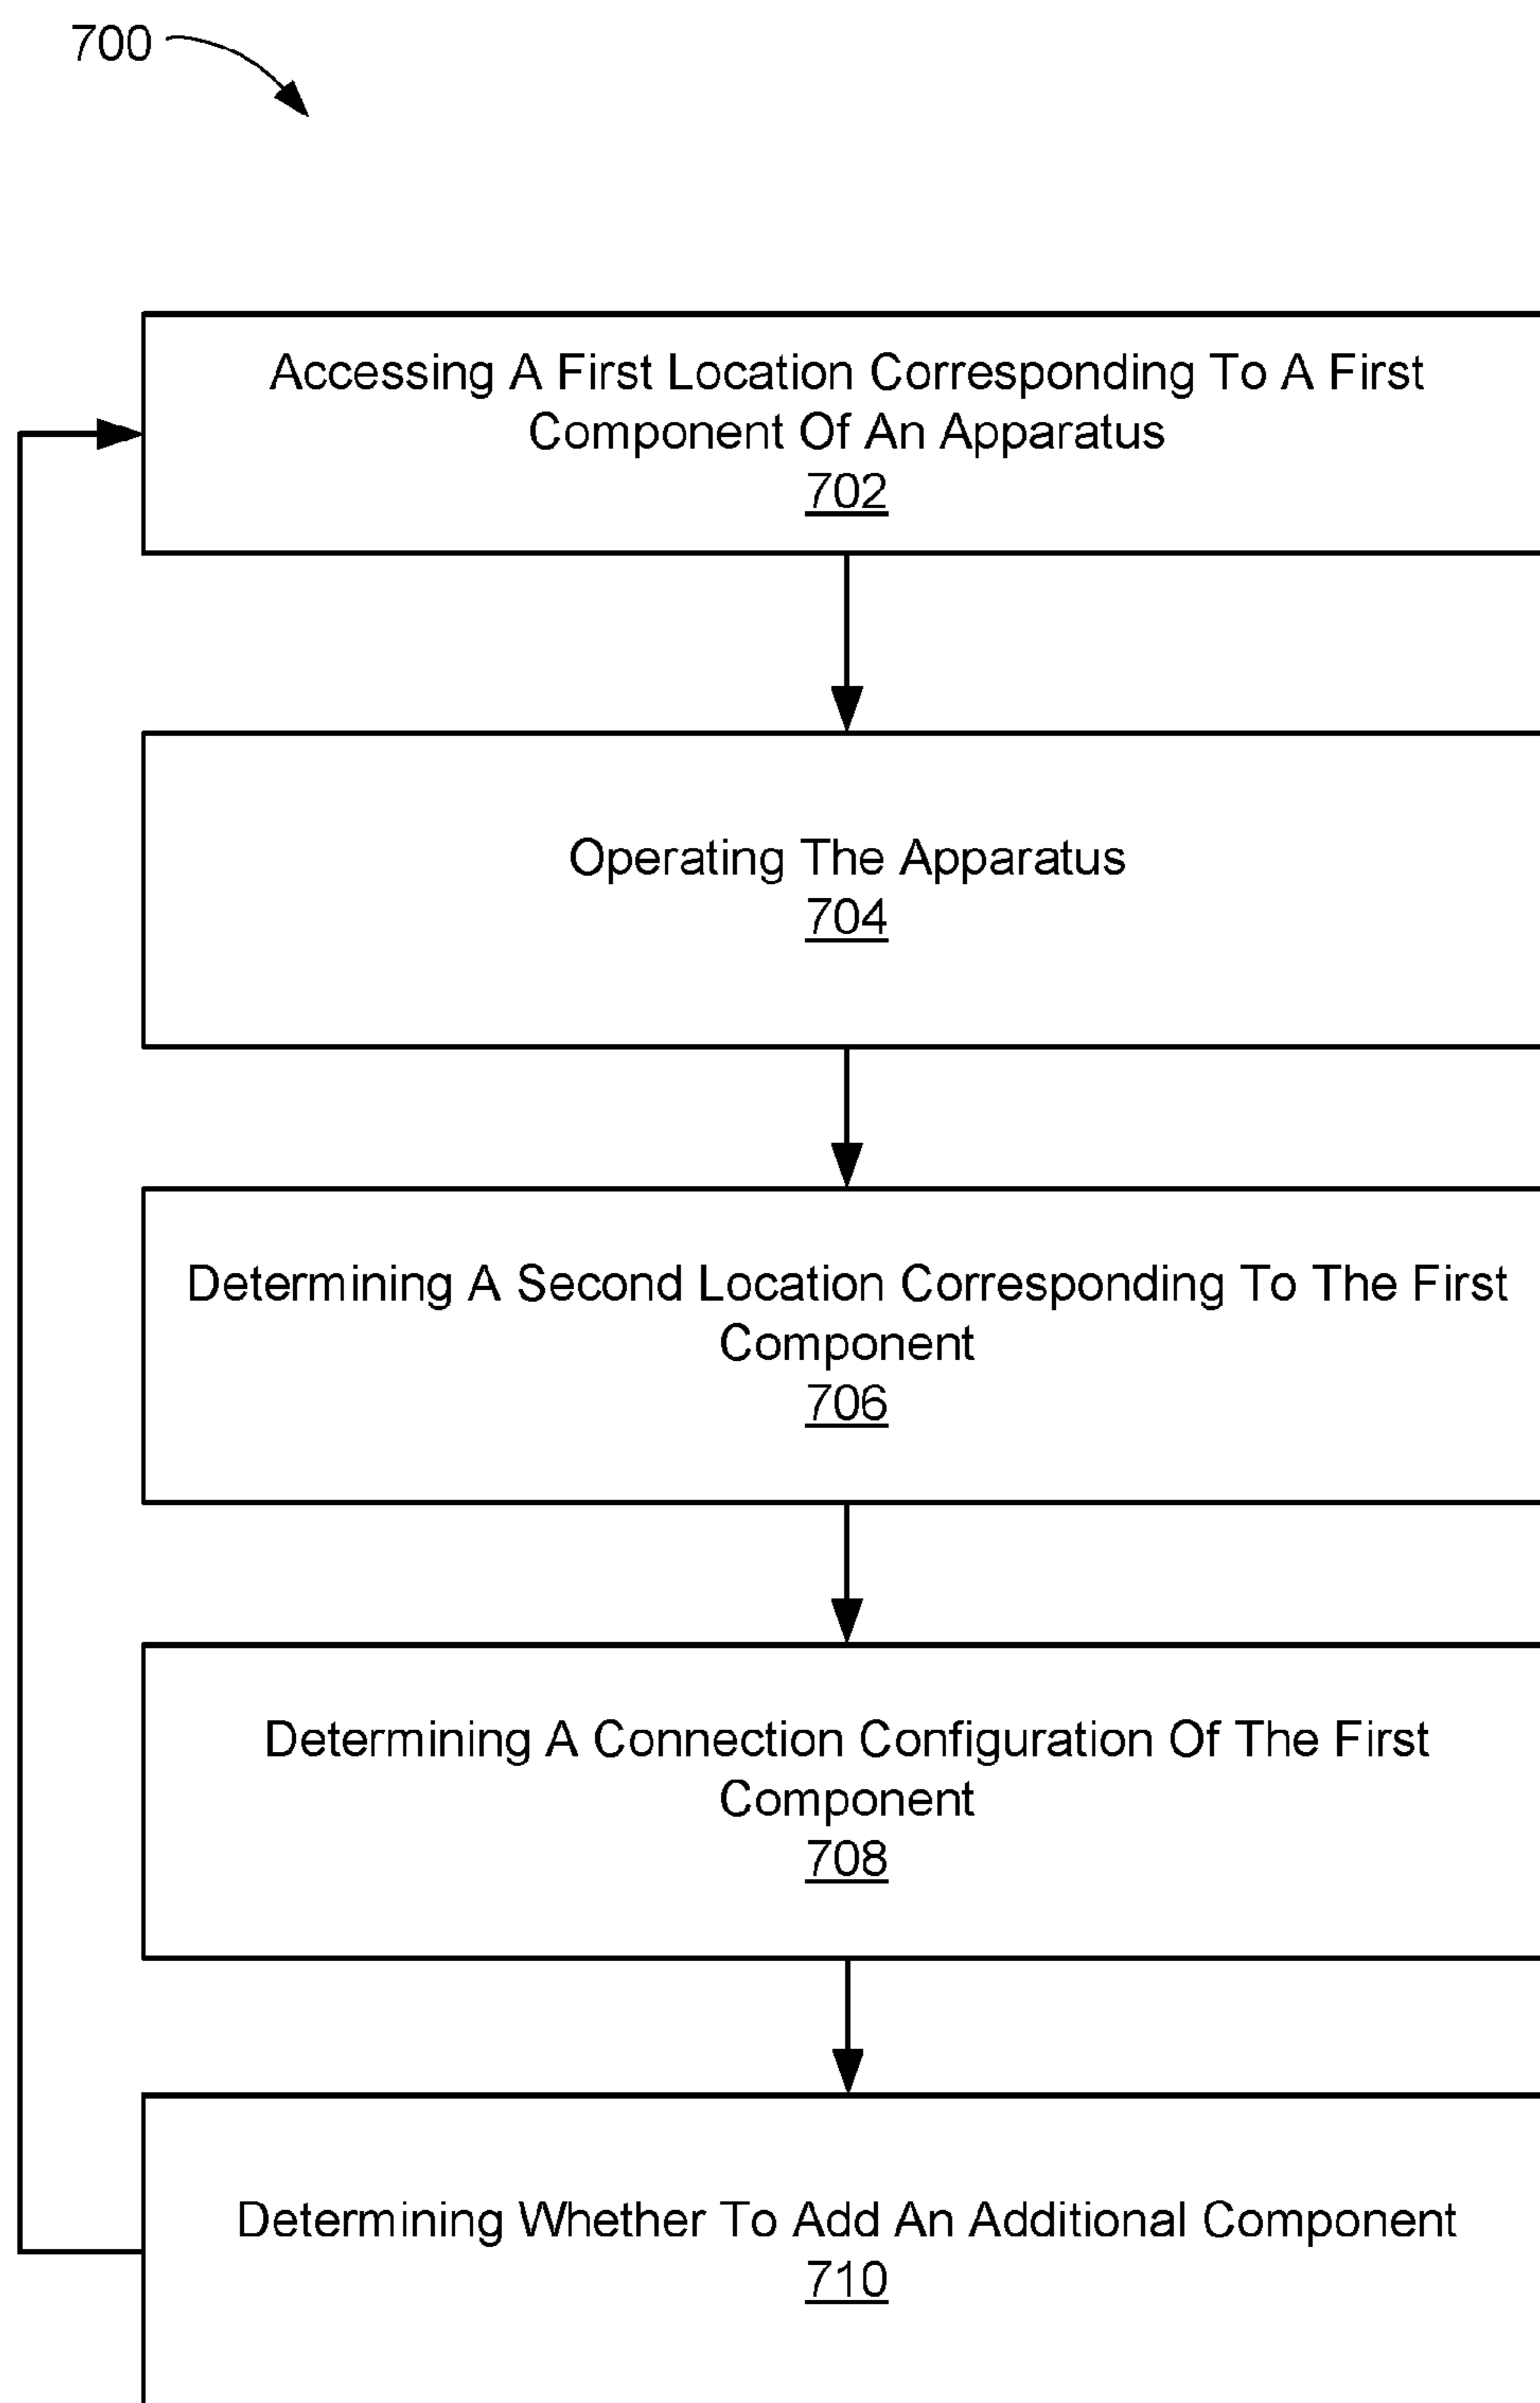 700
Accessing A First Location Corresponding To A First
Component Of An Apparatus
702
Operating The Apparatus
704
Determining A Second Location Corresponding To The First
Component
706
Determining A Connection Configuration Of The First
Component
708
Determining Whether To Add An Additional Component
710